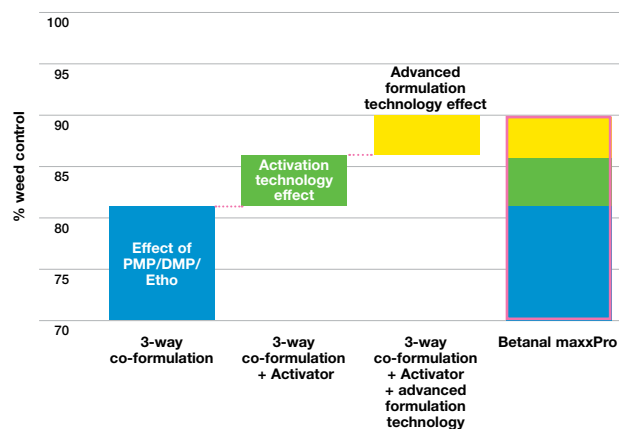 100
95
90
85
80
75
70
% weed control
Effect of
PMP/DMP/
Etho
Activation
technology
effect
Advanced
formulation
technology effect
3-way
co-formulation
3-way
co-formulation
+ Activator
3-way
co-formulation
+ Activator
+ advanced
formulation
technology
Betanal maxxPro